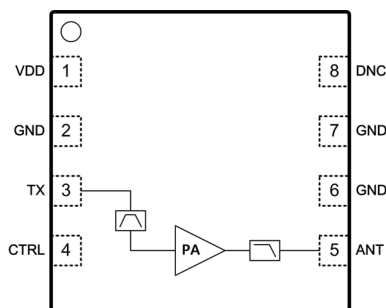 VDD 1 8 DNC
GND 2 7 GND
TX 3 6 GND
CTRL 4 PA 5 ANT